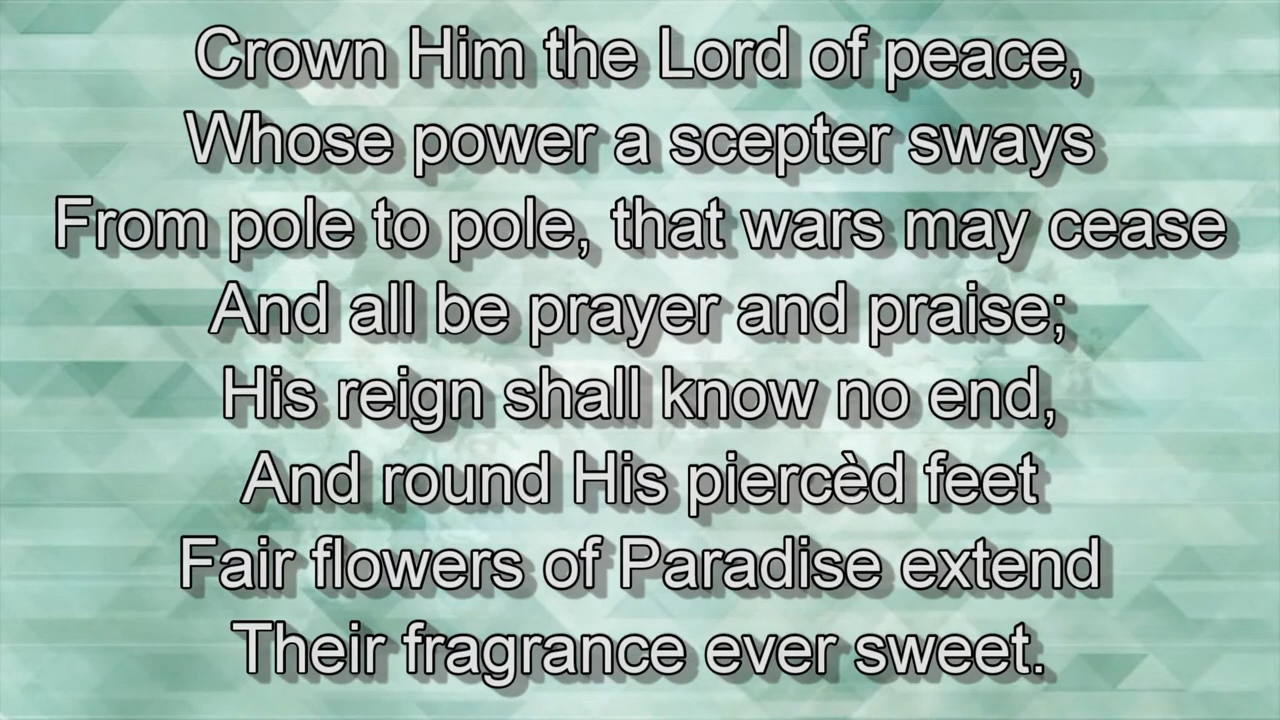 Crown Him the Lord of peace,
Whose power a scepter sways
From pole to pole, that wars may cease
And all be prayer and praise;
His reign shall know no end,
And round His piercèd feet
Fair flowers of Paradise extend
Their fragrance ever sweet.